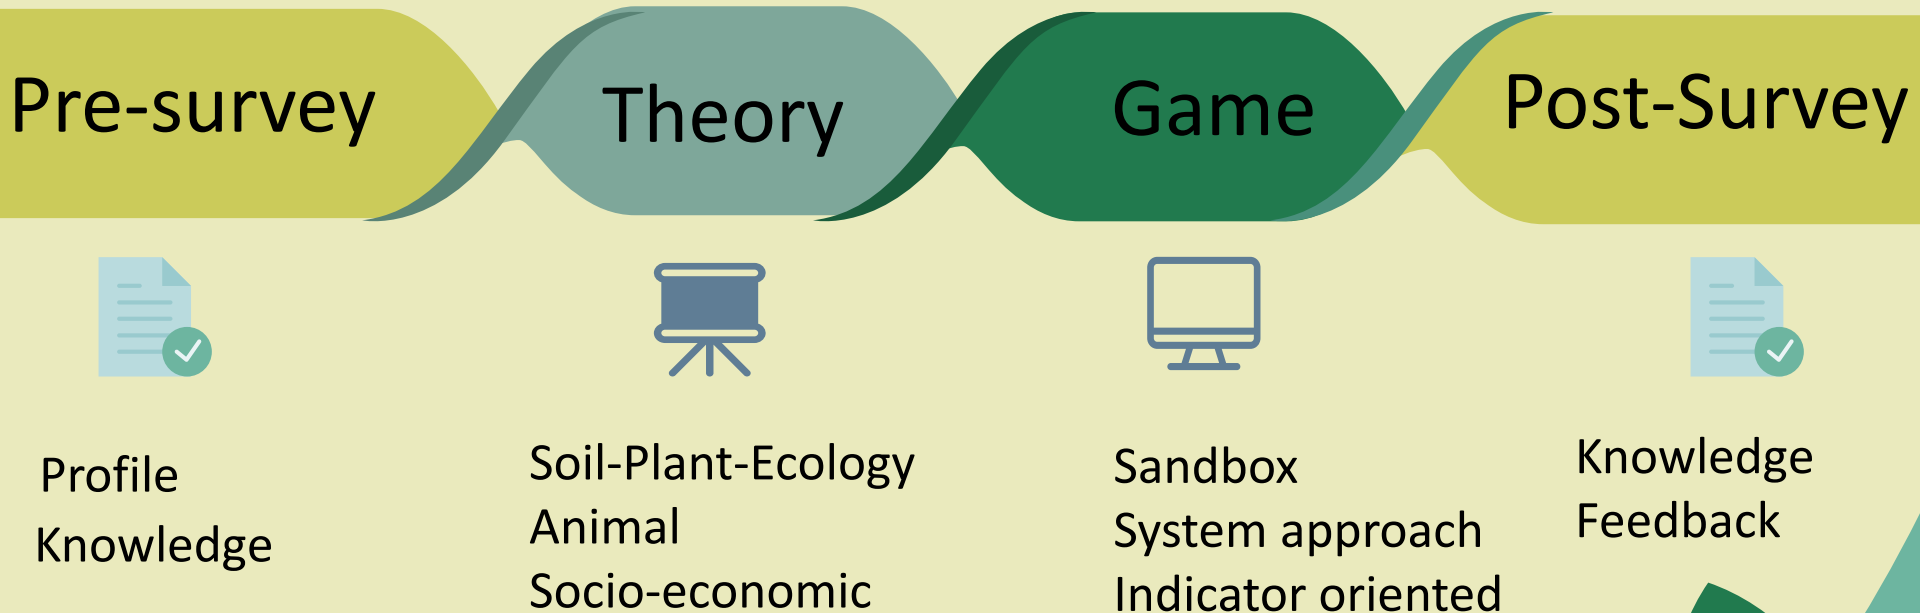 Pre-survey
Theory
Game
Post-Survey
Profile
Knowledge
Soil-Plant-Ecology
Animal
Socio-economic
Sandbox
System approach
Indicator oriented
Knowledge
Feedback